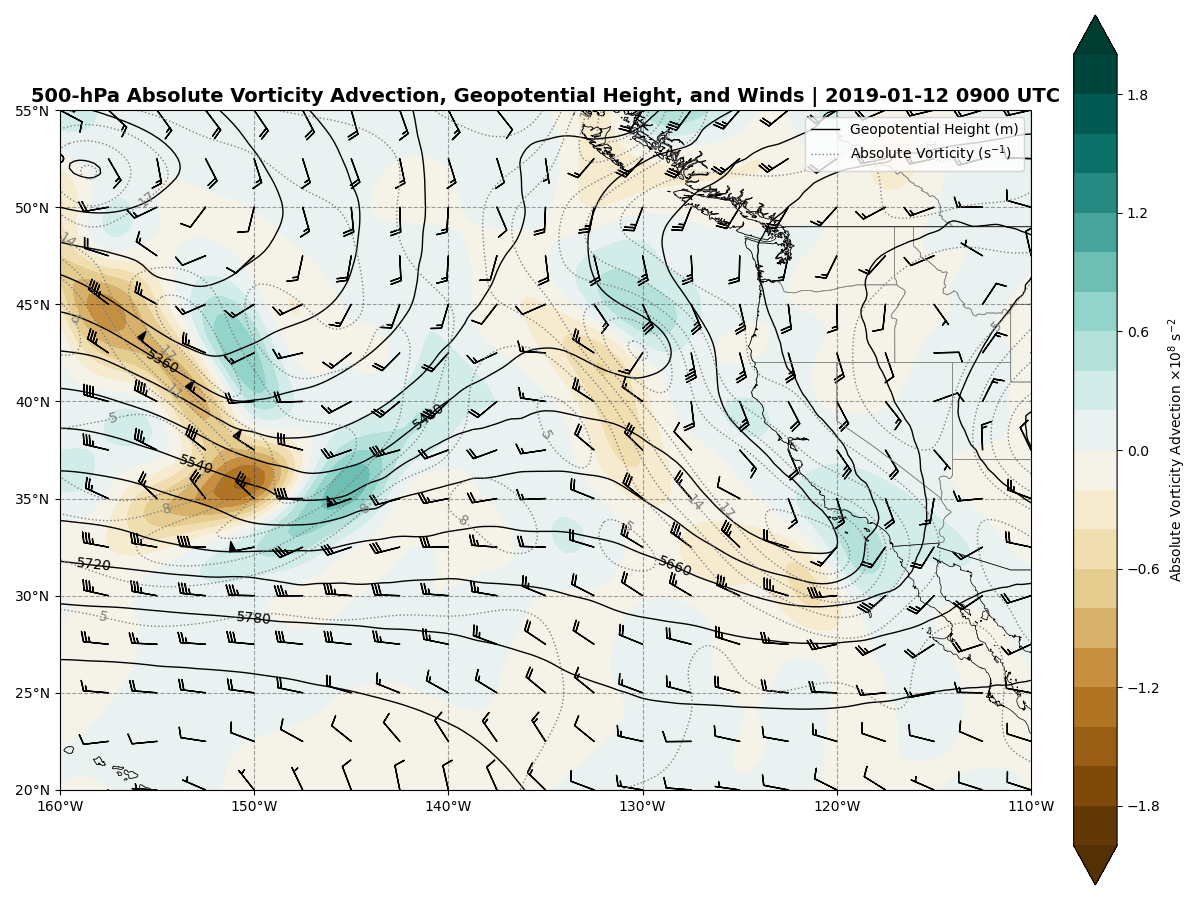 500-hPa Absolute Vorticity Advection, Geopotential Height, and Winds | 2019-01-12 0900 UTC
Geopotential Height (m)
Absolute Vorticity (s⁻¹)
55°N
50°N
45°N
40°N
35°N
30°N
25°N
20°N
160°W
150°W
140°W
130°W
120°W
110°W
17
14
17
11
5360
5
5540
8
8
8
5
5
14
17
5720
5660
5
5780
1.8
1.2
0.6
0.0
−0.6
−1.2
−1.8
Absolute Vorticity Advection ×10⁸ s⁻²